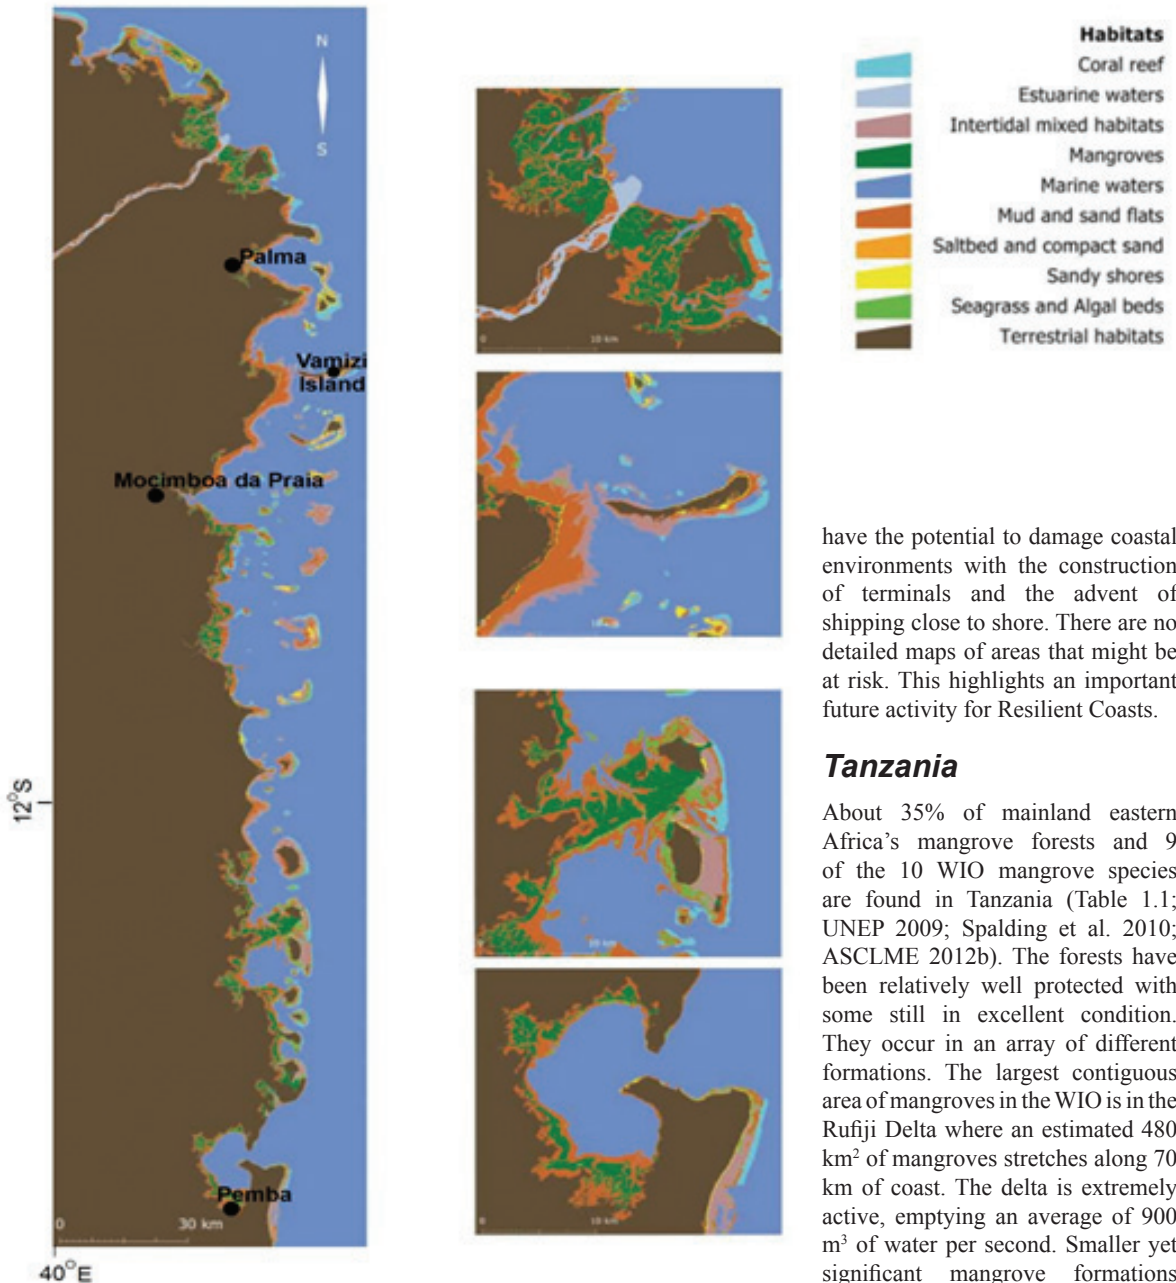 N
S
Palma
Vamizi
Island
Mocimboa da Praia
12°S
Pemba
0 30 km
40°E
0 10 km
10 km
0 10 km
Habitats
Coral reef
Estuarine waters
Intertidal mixed habitats
Mangroves
Marine waters
Mud and sand flats
Saltbed and compact sand
Sandy shores
Seagrass and Algal beds
Terrestrial habitats
have the potential to damage coastal
environments with the construction
of terminals and the advent of
shipping close to shore. There are no
detailed maps of areas that might be
at risk. This highlights an important
future activity for Resilient Coasts.
Tanzania
About 35% of mainland eastern
Africa's mangrove forests and 9
of the 10 WIO mangrove species
are found in Tanzania (Table 1.1;
UNEP 2009; Spalding et al. 2010;
ASCLME 2012b). The forests have
been relatively well protected with
some still in excellent condition.
They occur in an array of different
formations. The largest contiguous
area of mangroves in the WIO is in the
Rufiji Delta where an estimated 480
km² of mangroves stretches along 70
km of coast. The delta is extremely
active, emptying an average of 900
m³ of water per second. Smaller yet
significant mangrove formations